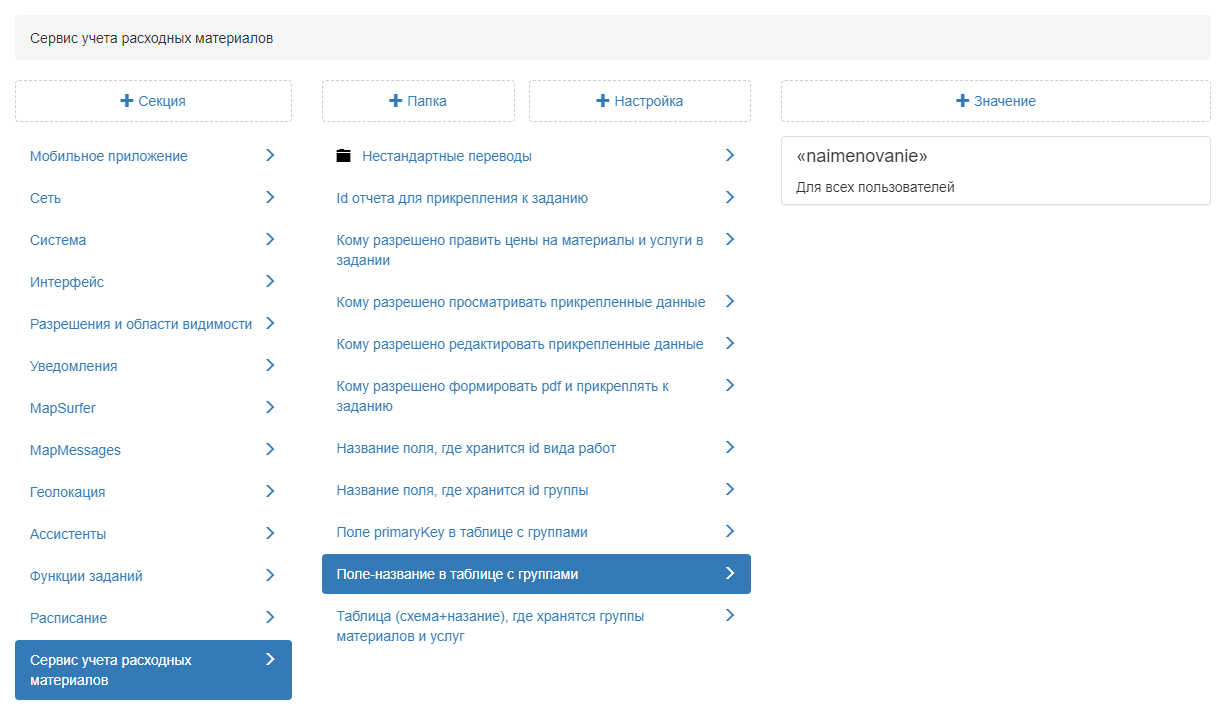 Сервис учета расходных материалов
Секция
Папка
Настройка
Значение
Мобильное приложение
Сеть
Система
Интерфейс
Разрешения и области видимости
Уведомления
MapSurfer
MapMessages
Геолокация
Ассистенты
Функции заданий
Расписание
Сервис учета расходных
материалов
Нестандартные переводы
Id отчета для прикрепления к заданию
Кому разрешено править цены на материалы и услуги в
задании
Кому разрешено просматривать прикрепленные данные
Кому разрешено редактировать прикрепленные данные
Кому разрешено формировать pdf и прикреплять к
заданию
Название поля, где хранится id вида работ
Название поля, где хранится id группы
Поле primaryKey в таблице с группами
Поле-название в таблице с группами
Таблица (схема+назание), где хранятся группы
материалов и услуг
«naimenovanie»
Для всех пользователей